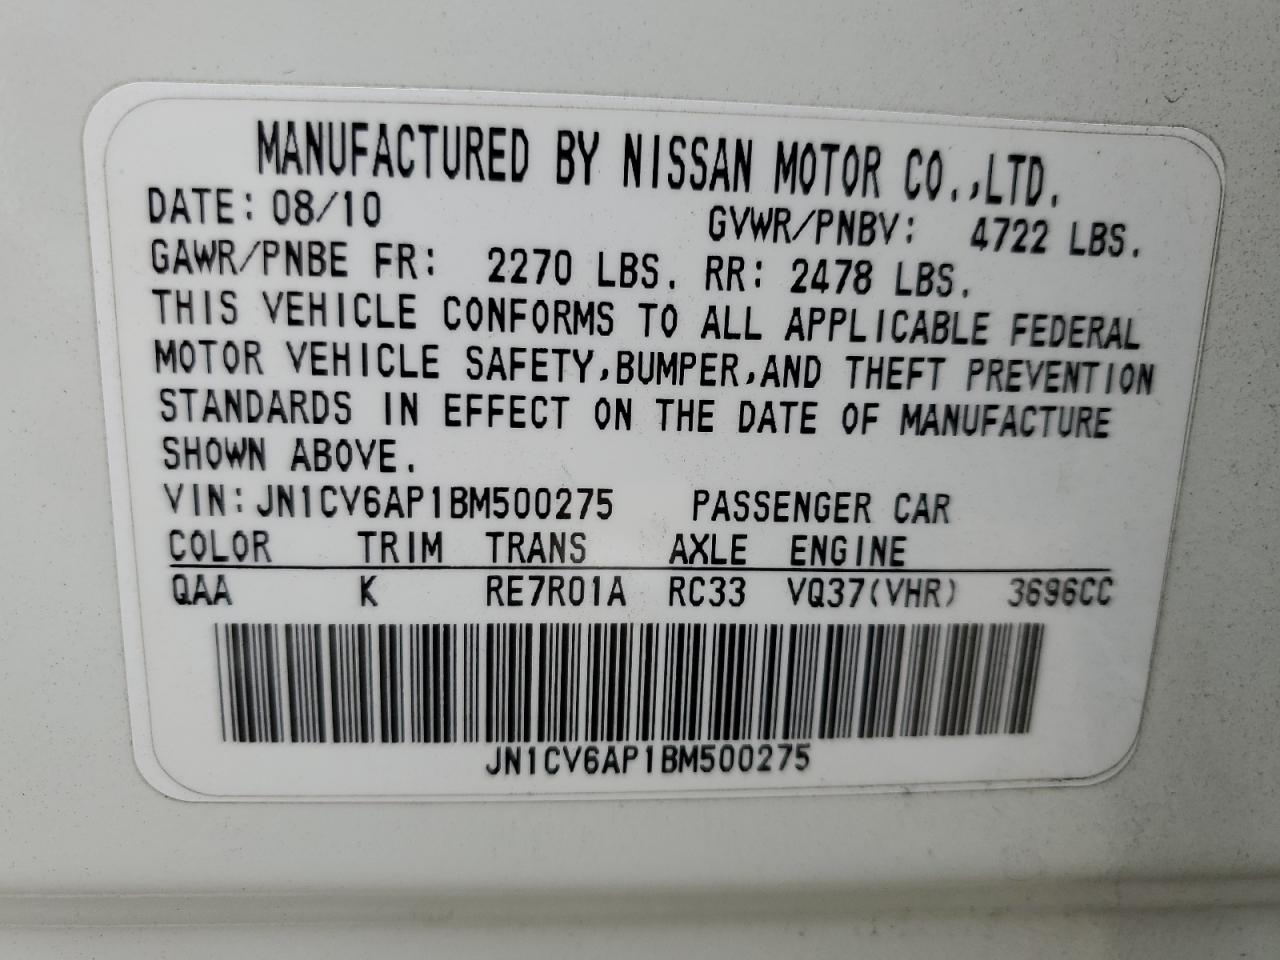 MANUFACTURED BY NISSAN MOTOR CO.,LTD.
DATE: 08/10 GVWR/PNBV: 4722 LBS.
GAWR/PNBE FR: 2270 LBS. RR: 2478 LBS.
THIS VEHICLE CONFORMS TO ALL APPLICABLE FEDERAL
MOTOR VEHICLE SAFETY,BUMPER,AND THEFT PREVENTION
STANDARDS IN EFFECT ON THE DATE OF MANUFACTURE
SHOWN ABOVE.
VIN: JN1CV6AP1BM500275 PASSENGER CAR
COLOR TRIM TRANS AXLE ENGINE
QAA K RE7R01A RC33 VQ37(VHR) 3696CC
JN1CV6AP1BM500275